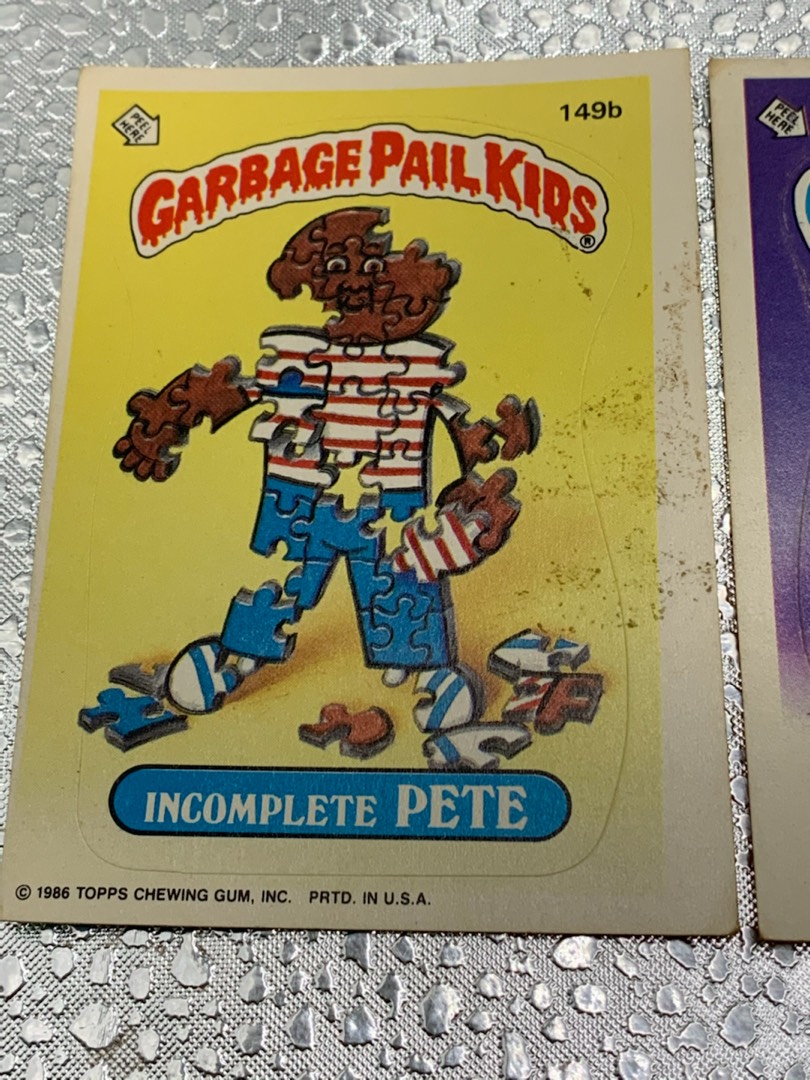 PEEL HERE
149b
GARBAGE PAIL KIDS®
INCOMPLETE PETE
© 1986 TOPPS CHEWING GUM, INC. PRTD. IN U.S.A.
PEEL HERE